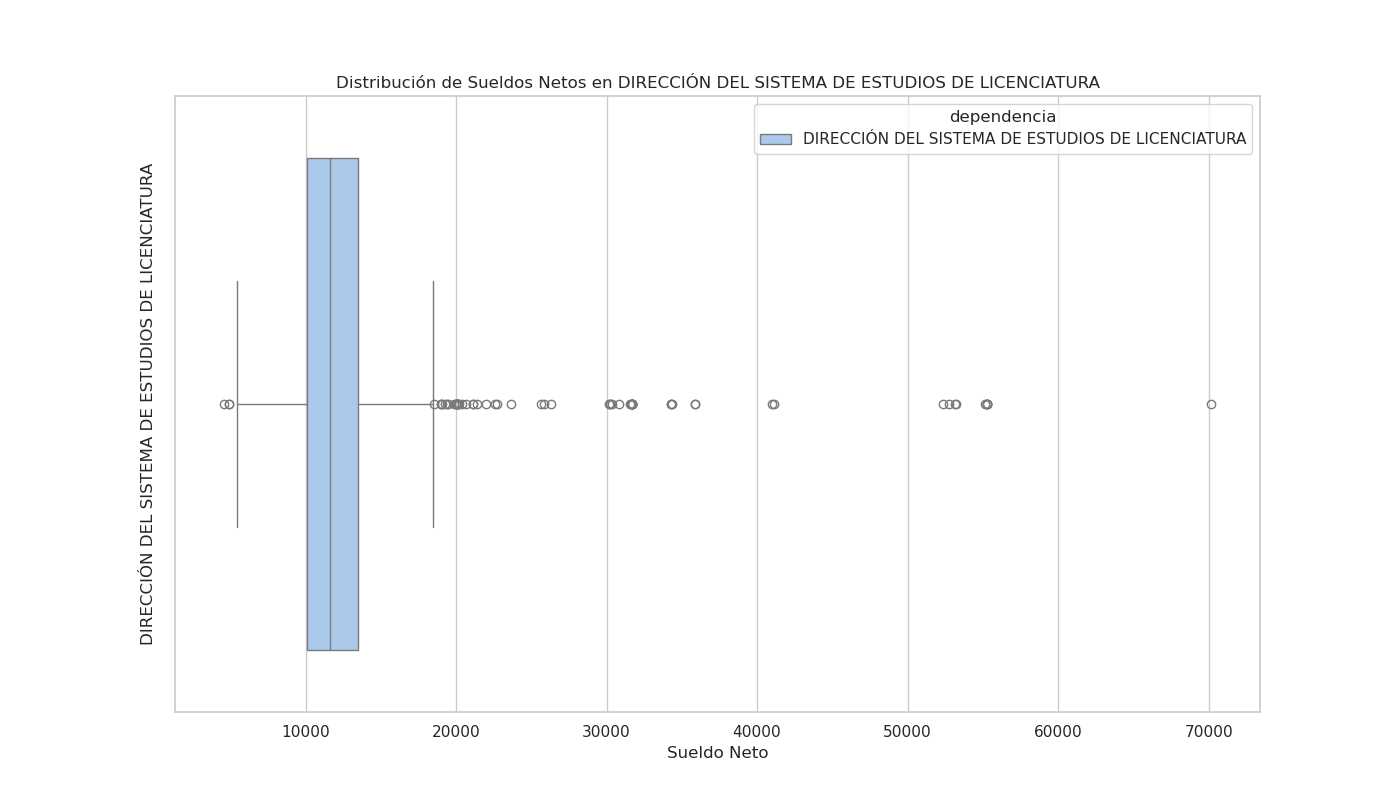 Distribución de Sueldos Netos en DIRECCIÓN DEL SISTEMA DE ESTUDIOS DE LICENCIATURA
dependencia
DIRECCIÓN DEL SISTEMA DE ESTUDIOS DE LICENCIATURA
DIRECCIÓN DEL SISTEMA DE ESTUDIOS DE LICENCIATURA
10000 20000 30000 40000 50000 60000 70000
Sueldo Neto